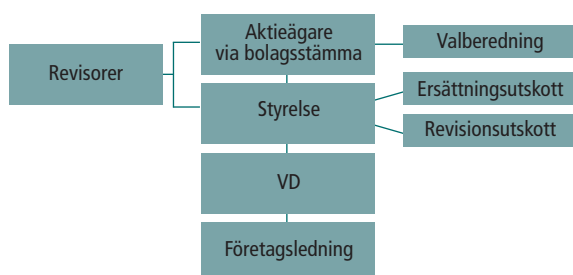 Aktieägare
via bolagsstämma
Valberedning
Revisorer
Styrelse
Ersättningsutskott
Revisionsutskott
VD
Företagsledning